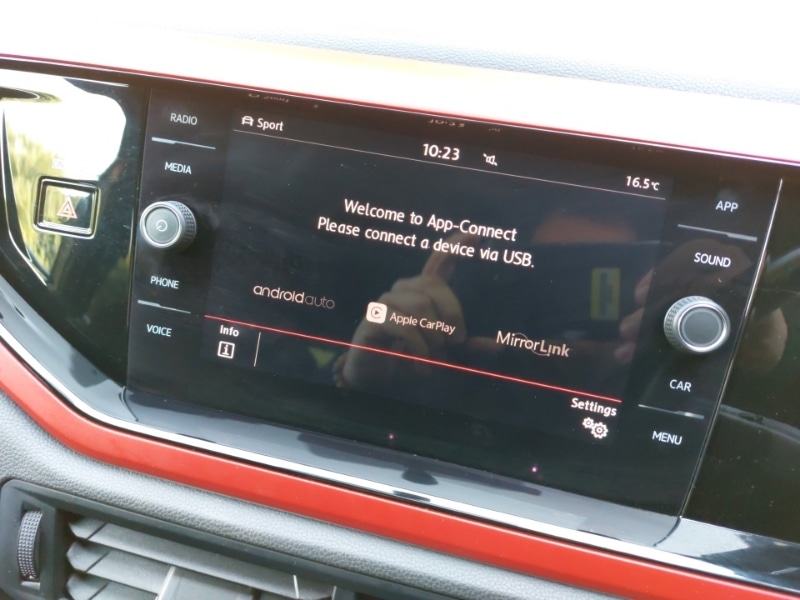 RADIO
MEDIA
PHONE
VOICE
Sport
10:23
16.5°C
Welcome to App-Connect
Please connect a device via USB.
androidauto
Apple CarPlay
MirrorLink
Info
i
Settings
APP
SOUND
CAR
MENU